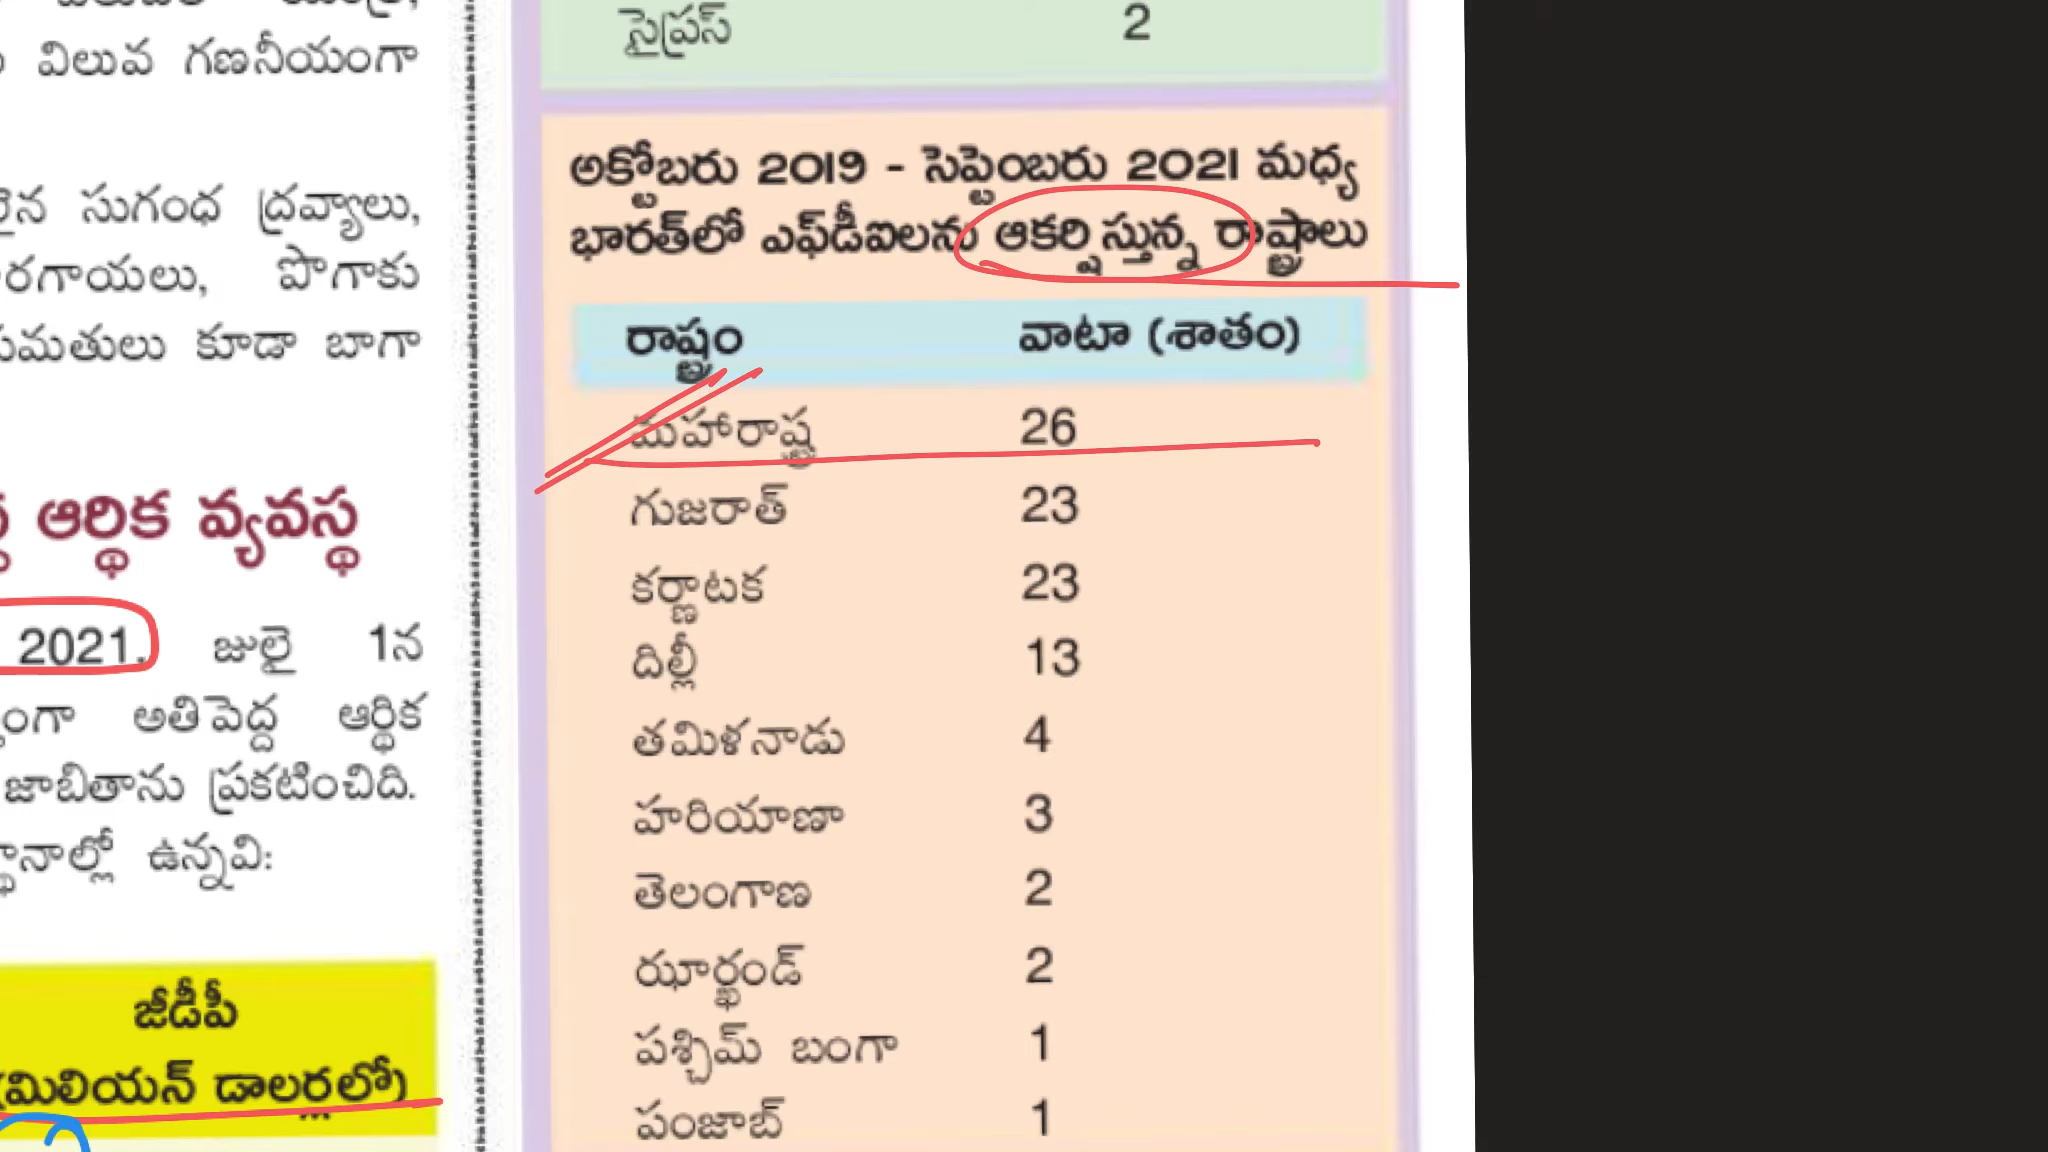 విలువ గణనీయంగా
సుగంధ ద్రవ్యాలు,
పొగాకు
కూడా బాగా
ఆర్థిక వ్యవస్థ
2021. జులై 1న
అతిపెద్ద ఆర్థిక
జాబితాను ప్రకటించిది.
ఉన్నవి:
జీడీపీ
(మిలియన్ డాలర్లలో)
సైప్రస్ 2
అక్టోబరు 2019 - సెప్టెంబరు 2021 మధ్య
భారత్‌లో ఎఫ్‌డీఐలను ఆకర్షిస్తున్న రాష్ట్రాలు
రాష్ట్రం వాటా (శాతం)
మహారాష్ట్ర 26
గుజరాత్ 23
కర్ణాటక 23
దిల్లీ 13
తమిళనాడు 4
హరియాణా 3
తెలంగాణ 2
ఝార్ఖండ్ 2
పశ్చిమ్ బంగా 1
పంజాబ్ 1